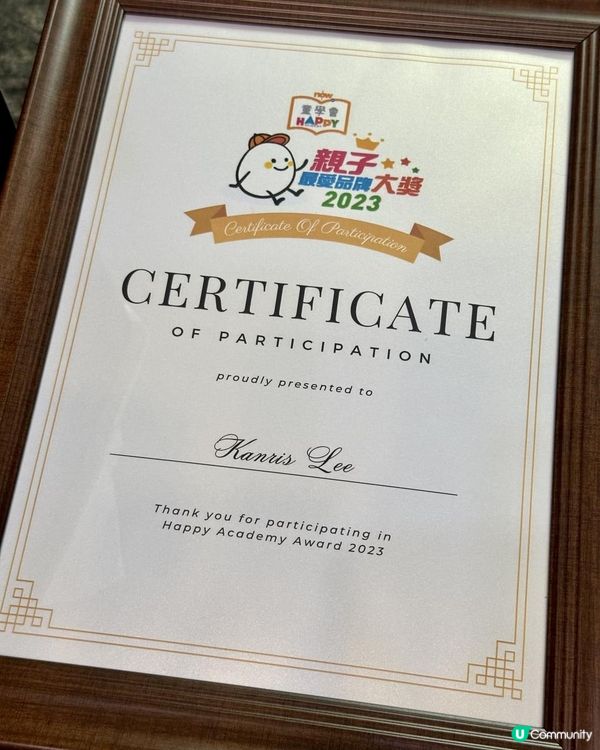 now
童學會
HAPPY
親子
最愛品牌大獎
2023
Certificate Of Participation
CERTIFICATE
OF PARTICIPATION
proudly presented to
Kanris Lee
Thank you for participating in
Happy Academy Award 2023
U Community